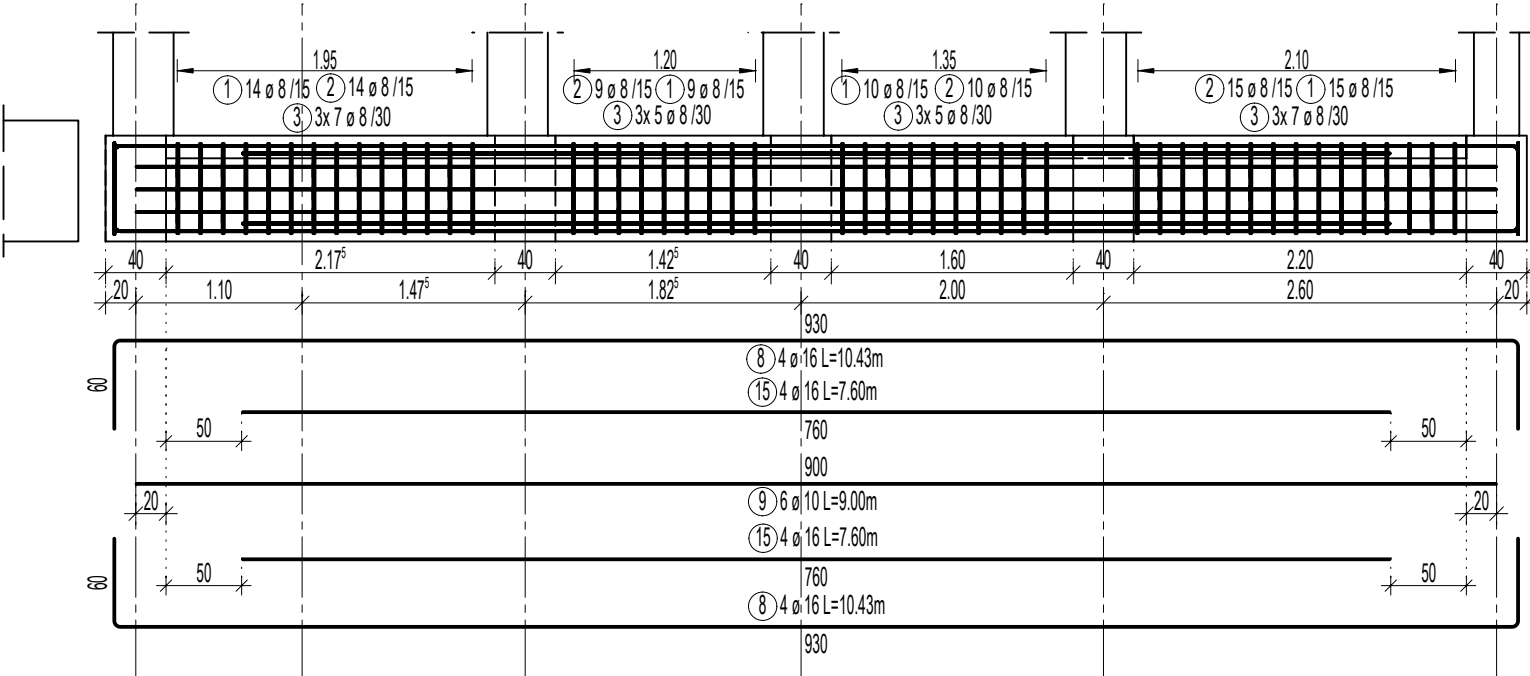 1.95
1.20
1.35
2.10
1 14 ø 8 /15 2 14 ø 8 /15
2 9 ø 8 /15 1 9 ø 8 /15
1 10 ø 8 /15 2 10 ø 8 /15
2 15 ø 8 /15 1 15 ø 8 /15
3 3x 7 ø 8 /30
3 3x 5 ø 8 /30
3 3x 5 ø 8 /30
3 3x 7 ø 8 /30
40 2.17⁵ 40 1.42⁵ 40 1.60 40 2.20 40
20 1.10 1.47⁵ 1.82⁵ 2.00 2.60 20
930
8 4 ø 16 L=10.43m
60
15 4 ø 16 L=7.60m
50 760 50
900
20 9 6 ø 10 L=9.00m 20
15 4 ø 16 L=7.60m
50 760 50
60
8 4 ø 16 L=10.43m
930